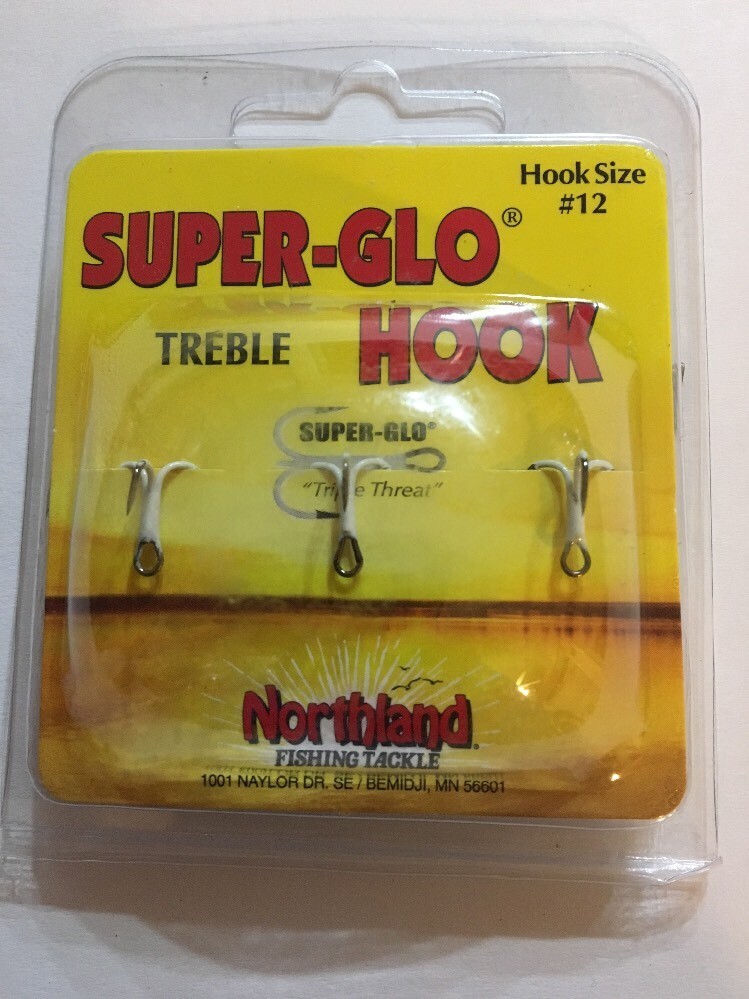 Hook Size
#12
SUPER-GLO®
TREBLE HOOK
SUPER-GLO®
"Triple Threat"
Northland
FISHING TACKLE
1001 NAYLOR DR. SE / BEMIDJI, MN 56601